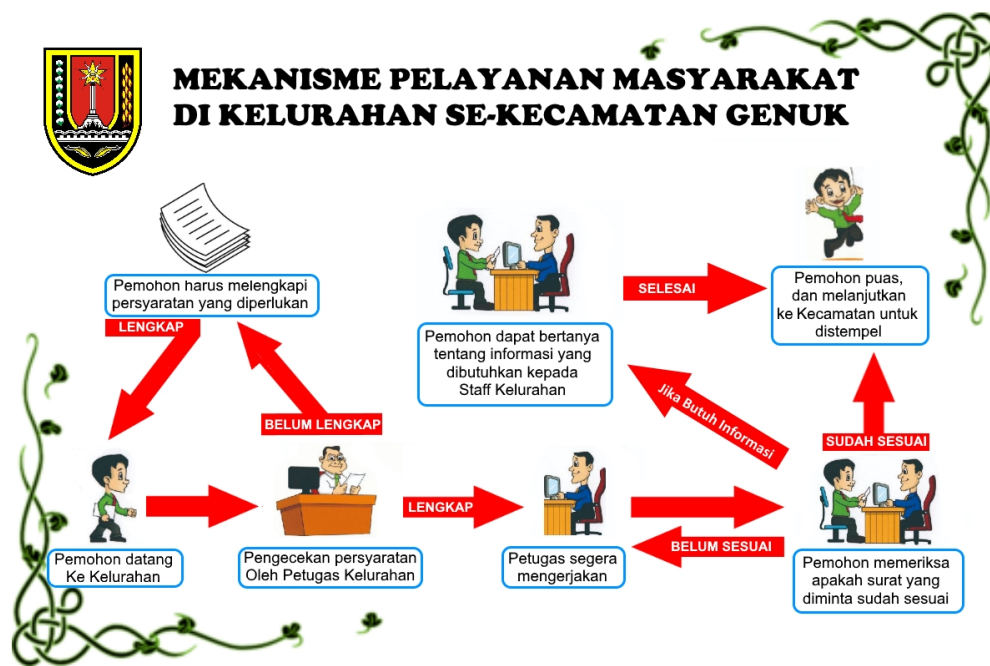 MEKANISME PELAYANAN MASYARAKAT
DI KELURAHAN SE-KECAMATAN GENUK
Pemohon harus melengkapi
persyaratan yang diperlukan
LENGKAP
BELUM LENGKAP
Pemohon datang
Ke Kelurahan
Pengecekan persyaratan
Oleh Petugas Kelurahan
LENGKAP
Petugas segera
mengerjakan
BELUM SESUAI
Pemohon memeriksa
apakah surat yang
diminta sudah sesuai
Jika Butuh Informasi
Pemohon dapat bertanya
tentang informasi yang
dibutuhkan kepada
Staff Kelurahan
SELESAI
SUDAH SESUAI
Pemohon puas,
dan melanjutkan
ke Kecamatan untuk
distempel